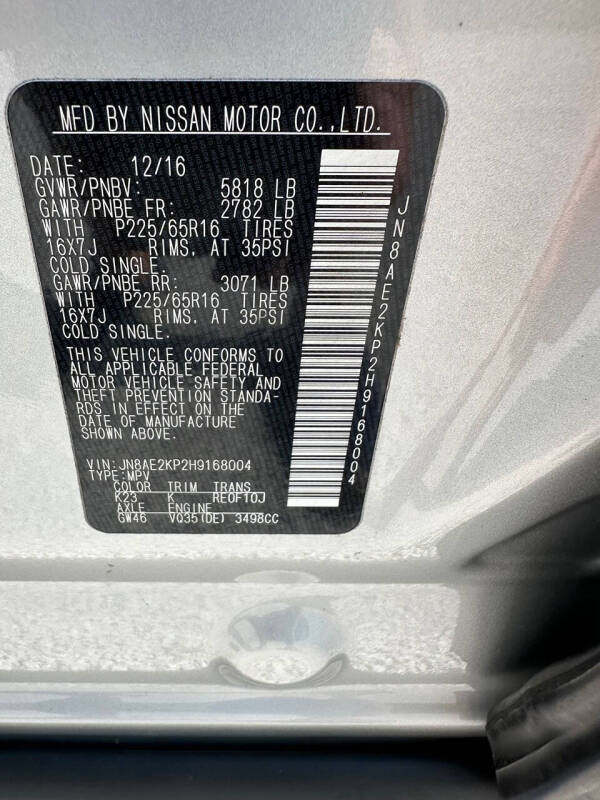 MFD BY NISSAN MOTOR CO.,LTD.
DATE: 12/16
GVWR/PNBV: 5818 LB
GAWR/PNBE FR: 2782 LB
WITH P225/65R16 TIRES
16X7J RIMS, AT 35PSI
COLD SINGLE.
GAWR/PNBE RR: 3071 LB
WITH P225/65R16 TIRES
16X7J RIMS, AT 35PSI
COLD SINGLE.
THIS VEHICLE CONFORMS TO
ALL APPLICABLE FEDERAL
MOTOR VEHICLE SAFETY AND
THEFT PREVENTION STANDA-
RDS IN EFFECT ON THE
DATE OF MANUFACTURE
SHOWN ABOVE.
VIN:JN8AE2KP2H9168004
TYPE:MPV
COLOR TRIM TRANS
K23 K RE0F10J
AXLE ENGINE
GW46 VQ35(DE) 3498CC
JN8AE2KP2H9168004